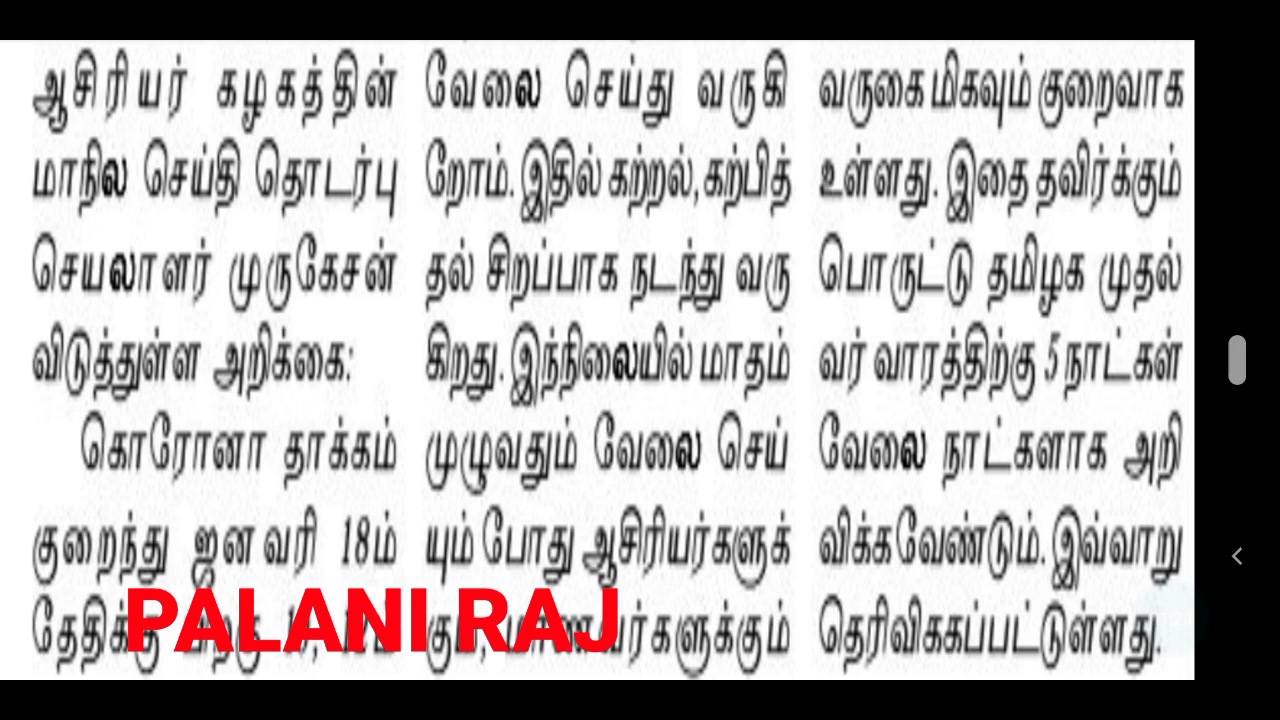 ஆசிரியர் கழகத்தின்
மாநில செய்தி தொடர்பு
செயலாளர் முருகேசன்
விடுத்துள்ள அறிக்கை:
கொரோனா தாக்கம்
குறைந்து ஜனவரி 18ம்
தேதிக்கு
வேலை செய்து வருகி
றோம். இதில் கற்றல், கற்பித்
தல் சிறப்பாக நடந்து வரு
கிறது. இந்நிலையில் மாதம்
முழுவதும் வேலை செய்
யும் போது ஆசிரியர்களுக்
கும், மாணவர்களுக்கும்
வருகை மிகவும் குறைவாக
உள்ளது. இதை தவிர்க்கும்
பொருட்டு தமிழக முதல்
வர் வாரத்திற்கு 5 நாட்கள்
வேலை நாட்களாக அறி
விக்க வேண்டும். இவ்வாறு
தெரிவிக்கப்பட்டுள்ளது.
PALANI RAJ